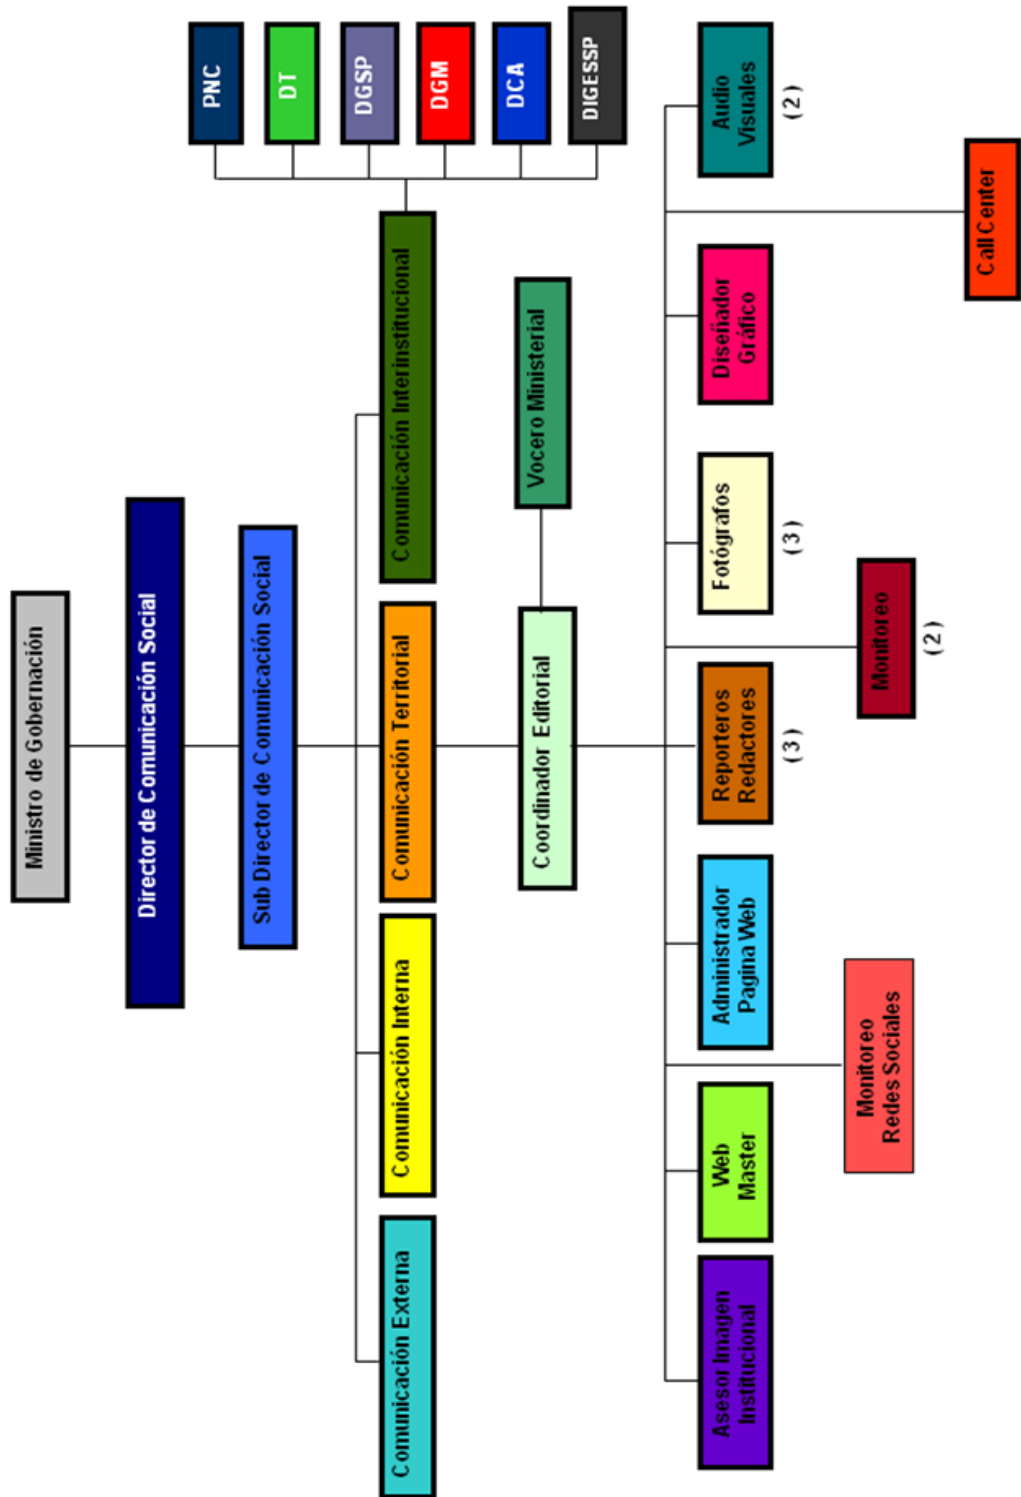 Ministro de Gobernación
Director de Comunicación Social
Sub Director de Comunicación Social
Comunicación Externa
Comunicación Interna
Comunicación Territorial
Comunicación Interinstitucional
PNC
DT
DGSP
DGM
DCA
DIGESSP
Coordinador Editorial
Vocero Ministerial
Asesor Imagen
Institucional
Web
Master
Administrador
Pagina Web
Reporteros
Redactores
(3)
Fotógrafos
(3)
Diseñador
Gráfico
Audio
Visuales
(2)
Monitoreo
Redes Sociales
Monitoreo
(2)
Call Center